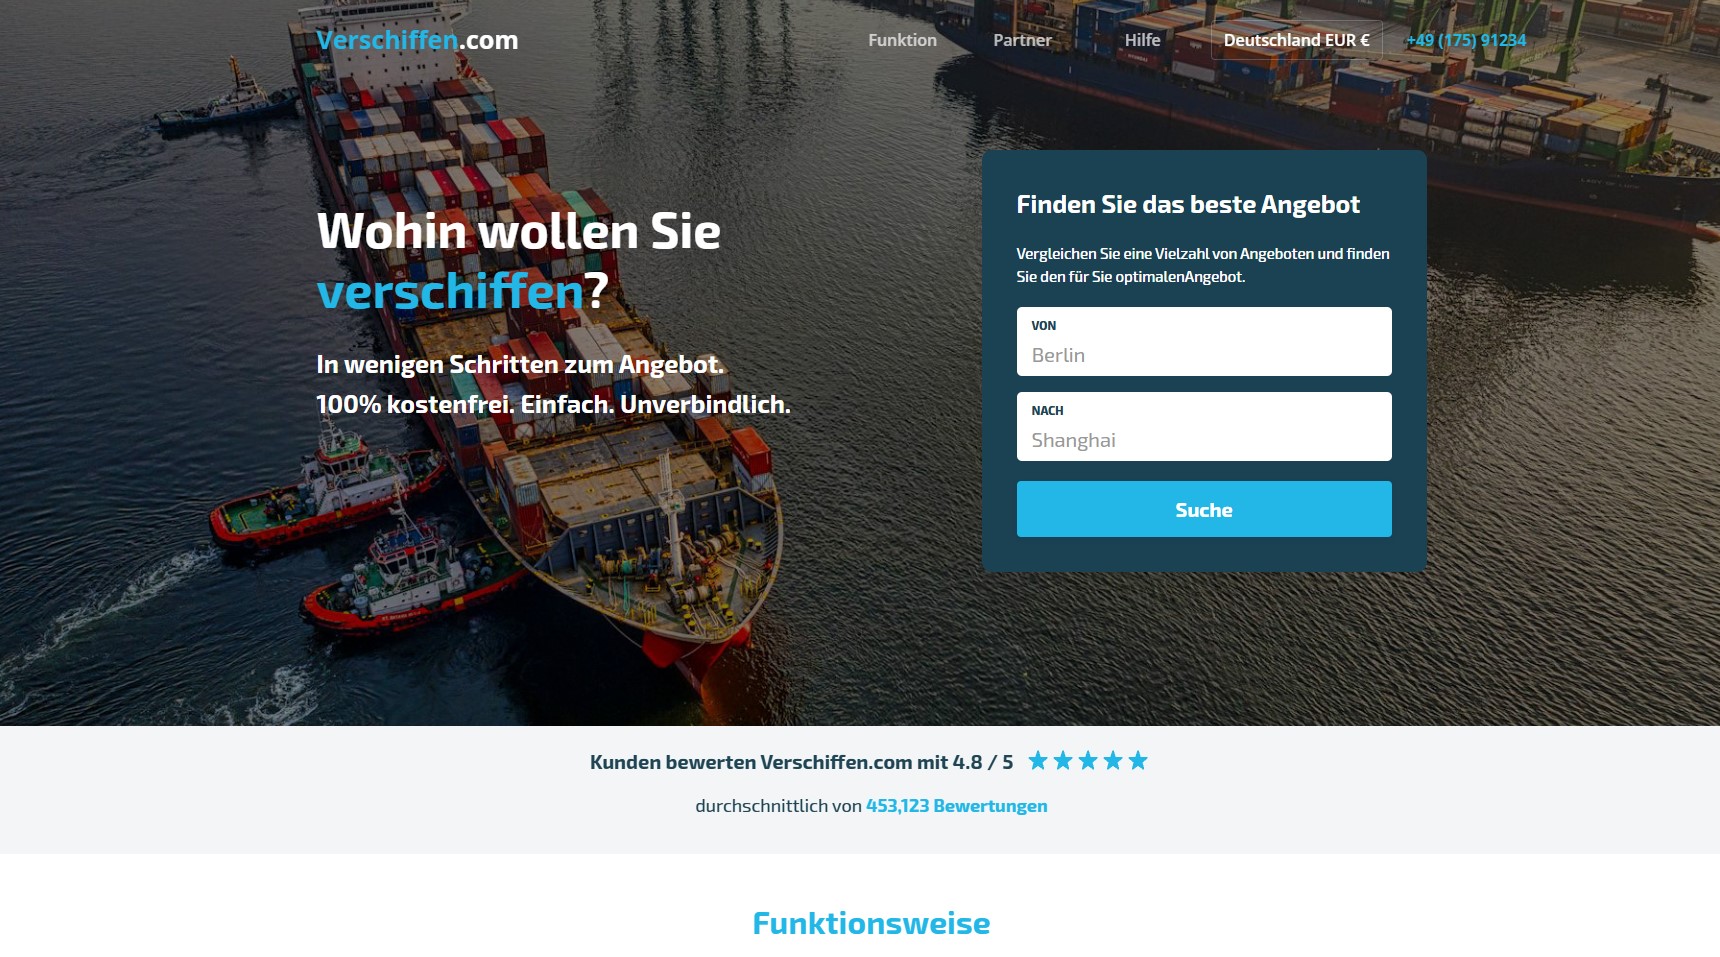 Verschiffen.com
Funktion
Partner
Hilfe
Deutschland EUR €
+49 (175) 91234
Wohin wollen Sie
verschiffen?
In wenigen Schritten zum Angebot.
100% kostenfrei. Einfach. Unverbindlich.
Finden Sie das beste Angebot
Vergleichen Sie eine Vielzahl von Angeboten und finden
Sie den für Sie optimalenAngebot.
VON
Berlin
NACH
Shanghai
Suche
Kunden bewerten Verschiffen.com mit 4.8 / 5
durchschnittlich von 453,123 Bewertungen
Funktionsweise